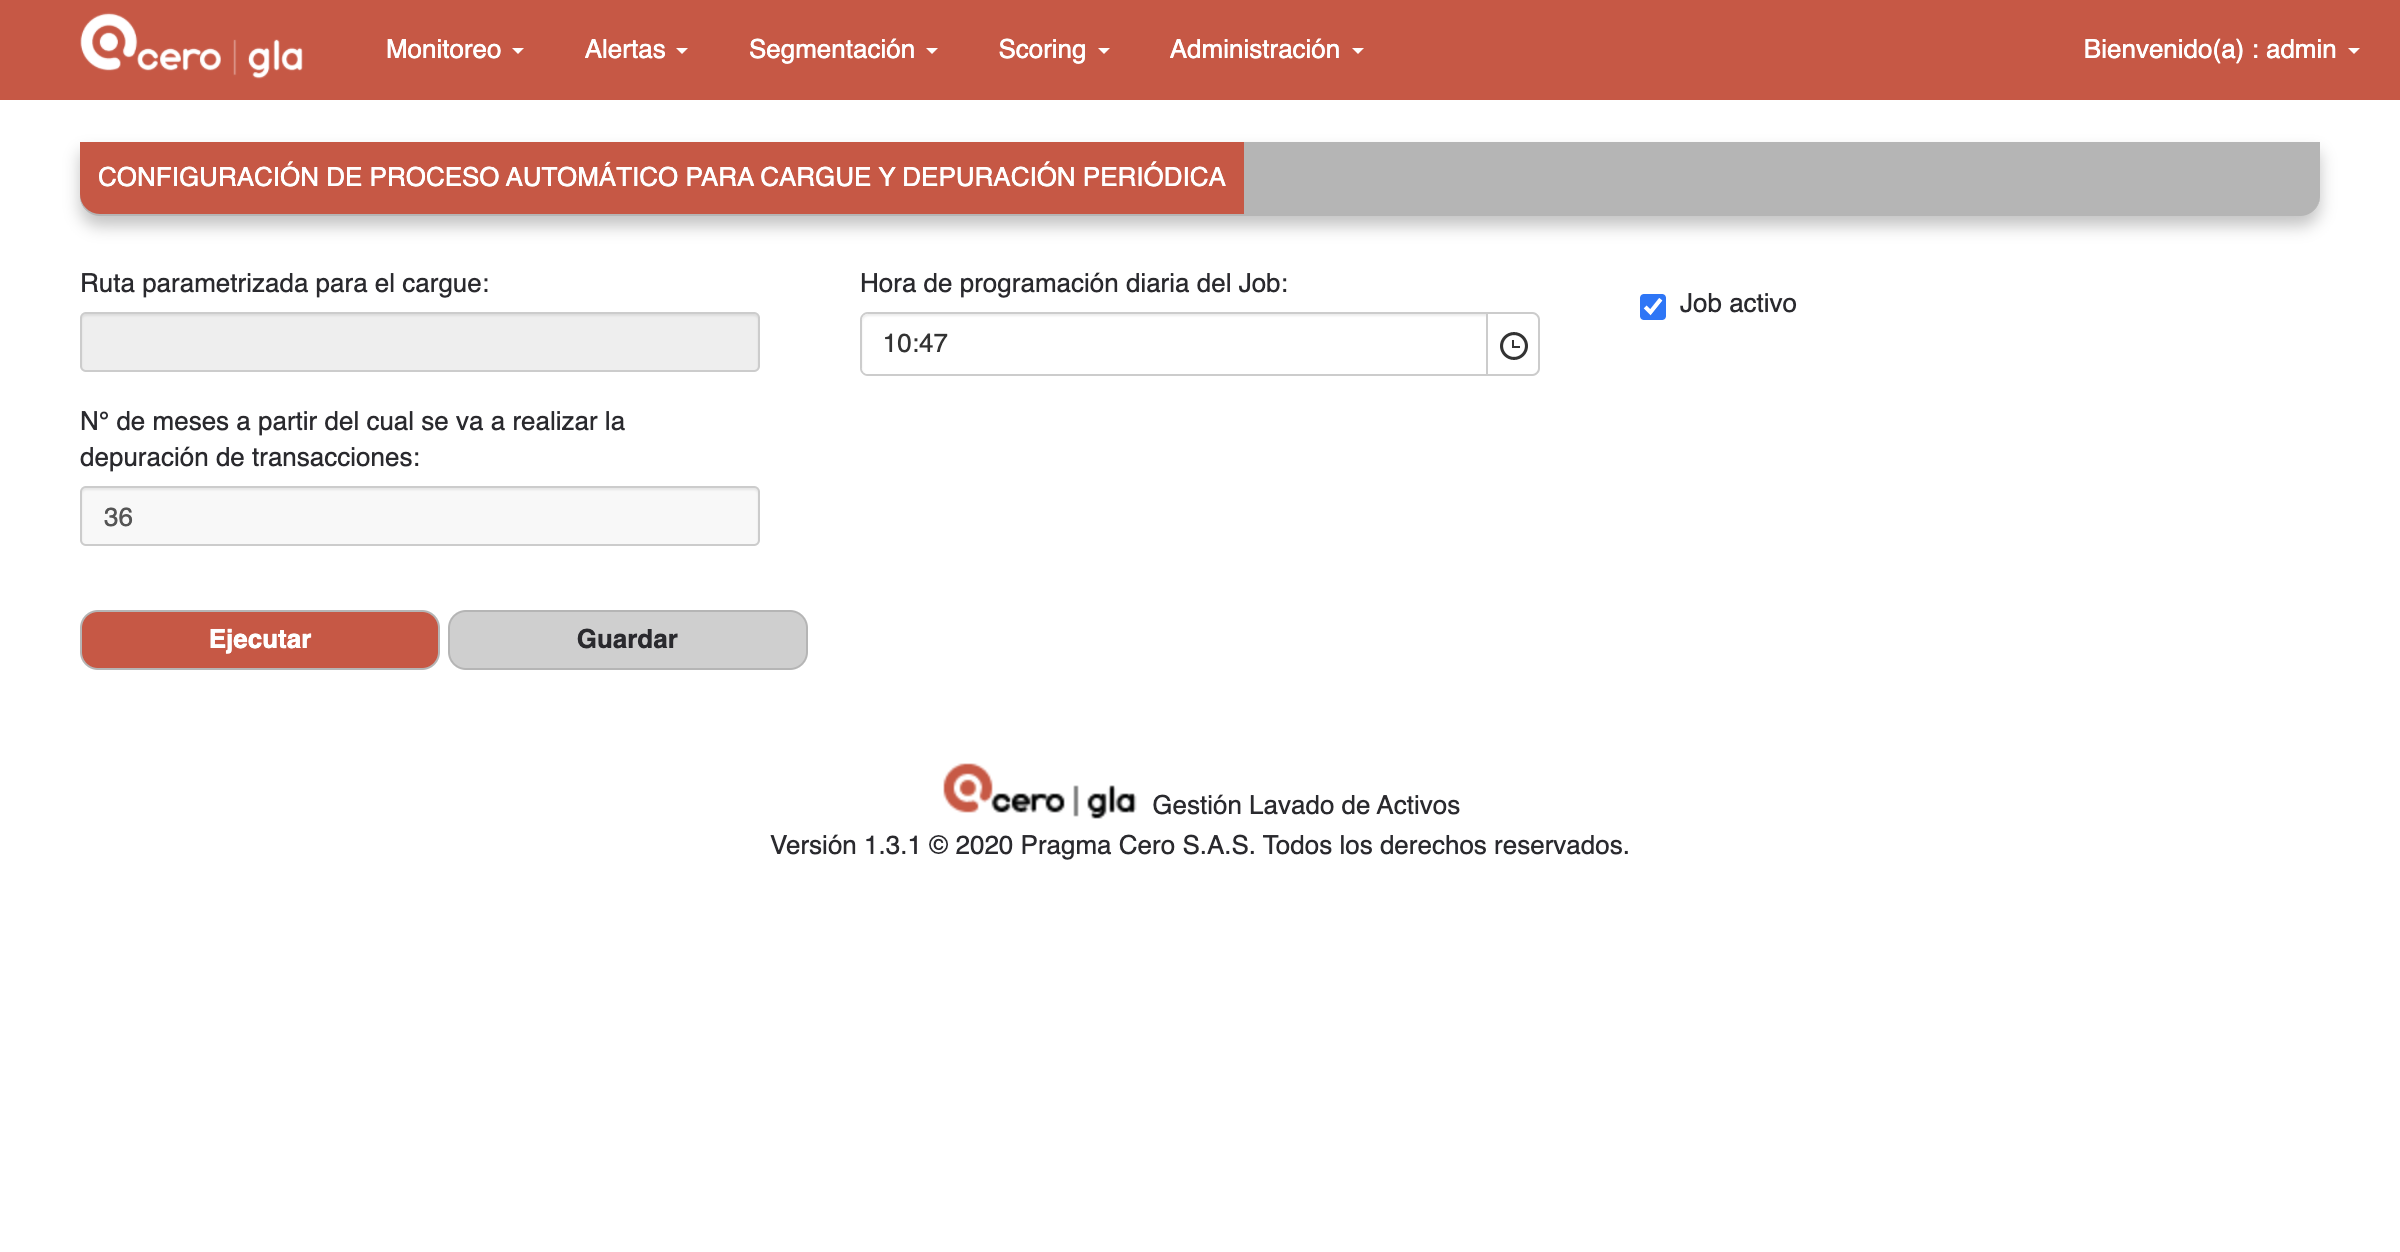 cero | gla Monitoreo Alertas Segmentación Scoring Administración Bienvenido(a) : admin
CONFIGURACIÓN DE PROCESO AUTOMÁTICO PARA CARGUE Y DEPURACIÓN PERIÓDICA
Ruta parametrizada para el cargue:
Hora de programación diaria del Job:
10:47
Job activo
N° de meses a partir del cual se va a realizar la
depuración de transacciones:
36
Ejecutar Guardar
cero | gla Gestión Lavado de Activos
Versión 1.3.1 © 2020 Pragma Cero S.A.S. Todos los derechos reservados.